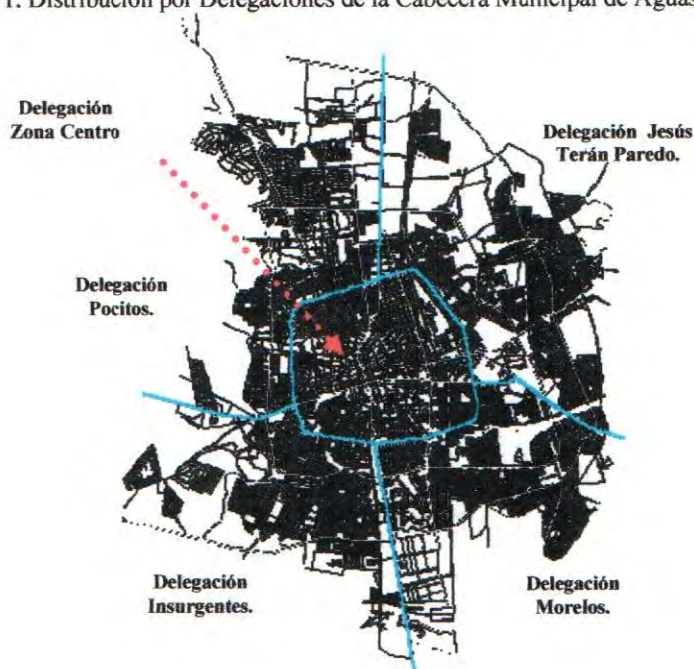 1. Distribución por Delegaciones de la Cabecera Municipal de Aguas
Delegación
Zona Centro
Delegación Jesús
Terán Paredo.
Delegación
Pocitos.
Delegación
Insurgentes.
Delegación
Morelos.